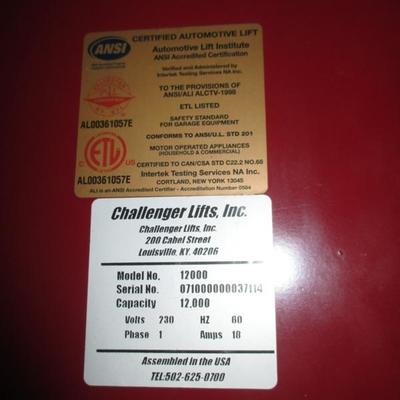 ANSI
CERTIFIED AUTOMOTIVE LIFT
Automotive Lift Institute
ANSI Accredited Certification
Verified and Administered by
Intertek Testing Services NA Inc.
TO THE PROVISIONS OF
ANSI/ALI ALCTV-1998
ETL LISTED
AL00361057E
SAFETY STANDARD
FOR GARAGE EQUIPMENT
CONFORMS TO ANSI/U.L. STD 201
C ETL US
MOTOR OPERATED APPLIANCES
(HOUSEHOLD & COMMERCIAL)
CERTIFIED TO CAN/CSA STD C22.2 NO.68
AL00361057E
Intertek Testing Services NA Inc.
CORTLAND, NEW YORK 13045
ALI is an ANSI Accredited Certifier - Accreditation Number 0584
Challenger Lifts, Inc.
Challenger Lifts, Inc.
200 Cabel Street
Louisville, KY. 40206
Model No. 12000
Serial No. 071000000037114
Capacity 12,000
Volts 230 HZ 60
Phase 1 Amps 18
Assembled in the USA
TEL:502-625-0700